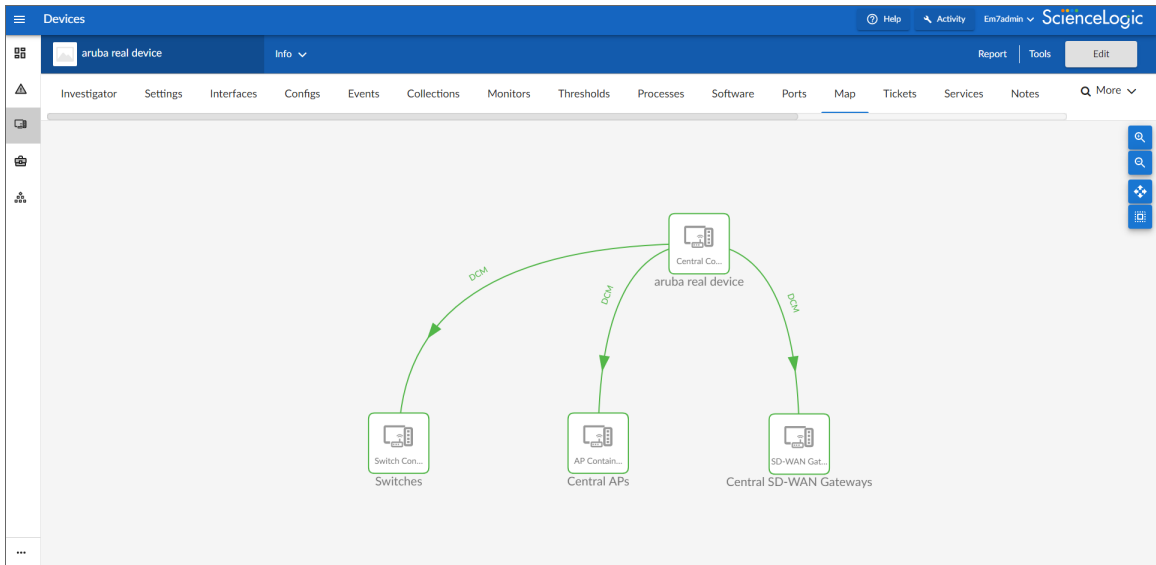 Devices
Help Activity Em7admin ScienceLogic
aruba real device Info Report Tools Edit
Investigator Settings Interfaces Configs Events Collections Monitors Thresholds Processes Software Ports Map Tickets Services Notes More
Central Co...
aruba real device
DCM
DCM
DCM
Switch Con...
Switches
AP Contain...
Central APs
SD-WAN Gat...
Central SD-WAN Gateways